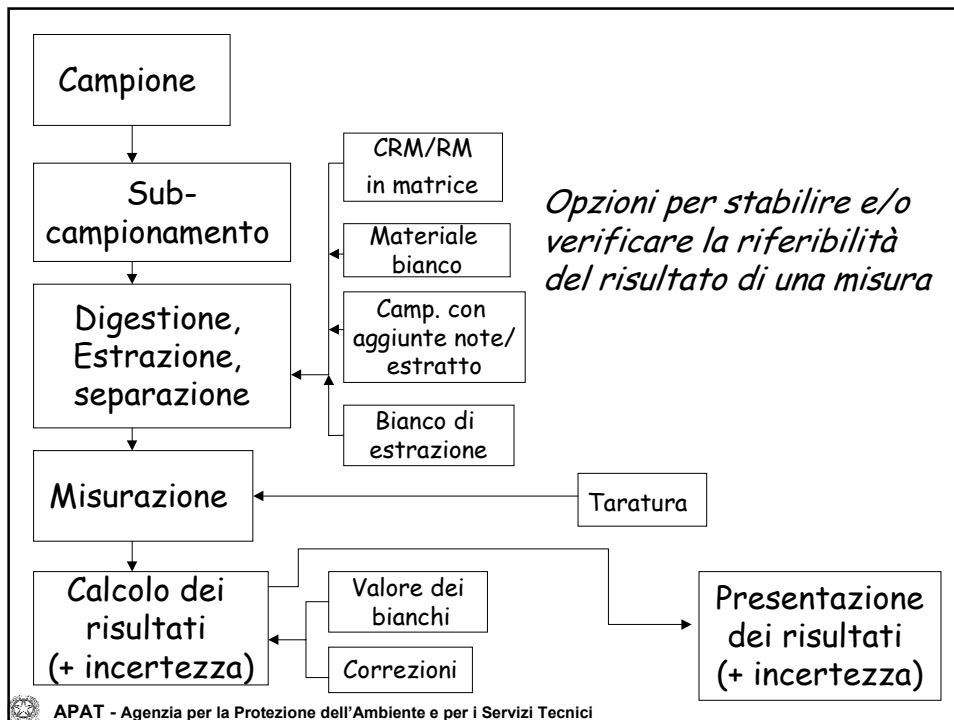 Campione
Sub-
campionamento
Digestione,
Estrazione,
separazione
Misurazione
Calcolo dei
risultati
(+ incertezza)
CRM/RM
in matrice
Materiale
bianco
Camp. con
aggiunte note/
estratto
Bianco di
estrazione
Opzioni per stabilire e/o
verificare la riferibilità
del risultato di una misura
Taratura
Valore dei
bianchi
Correzioni
Presentazione
dei risultati
(+ incertezza)
APAT - Agenzia per la Protezione dell'Ambiente e per i Servizi Tecnici